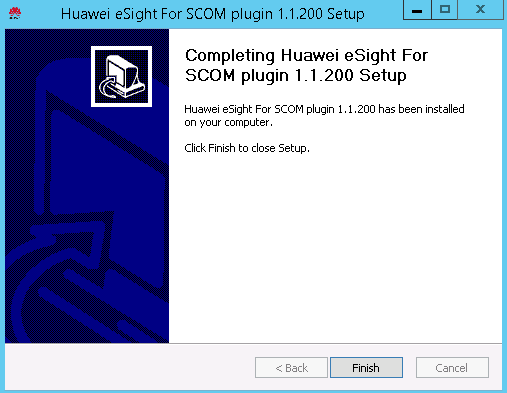 Huawei eSight For SCOM plugin 1.1.200 Setup
Completing Huawei eSight For
SCOM plugin 1.1.200 Setup
Huawei eSight For SCOM plugin 1.1.200 has been installed
on your computer.
Click Finish to close Setup.
< Back
Finish
Cancel